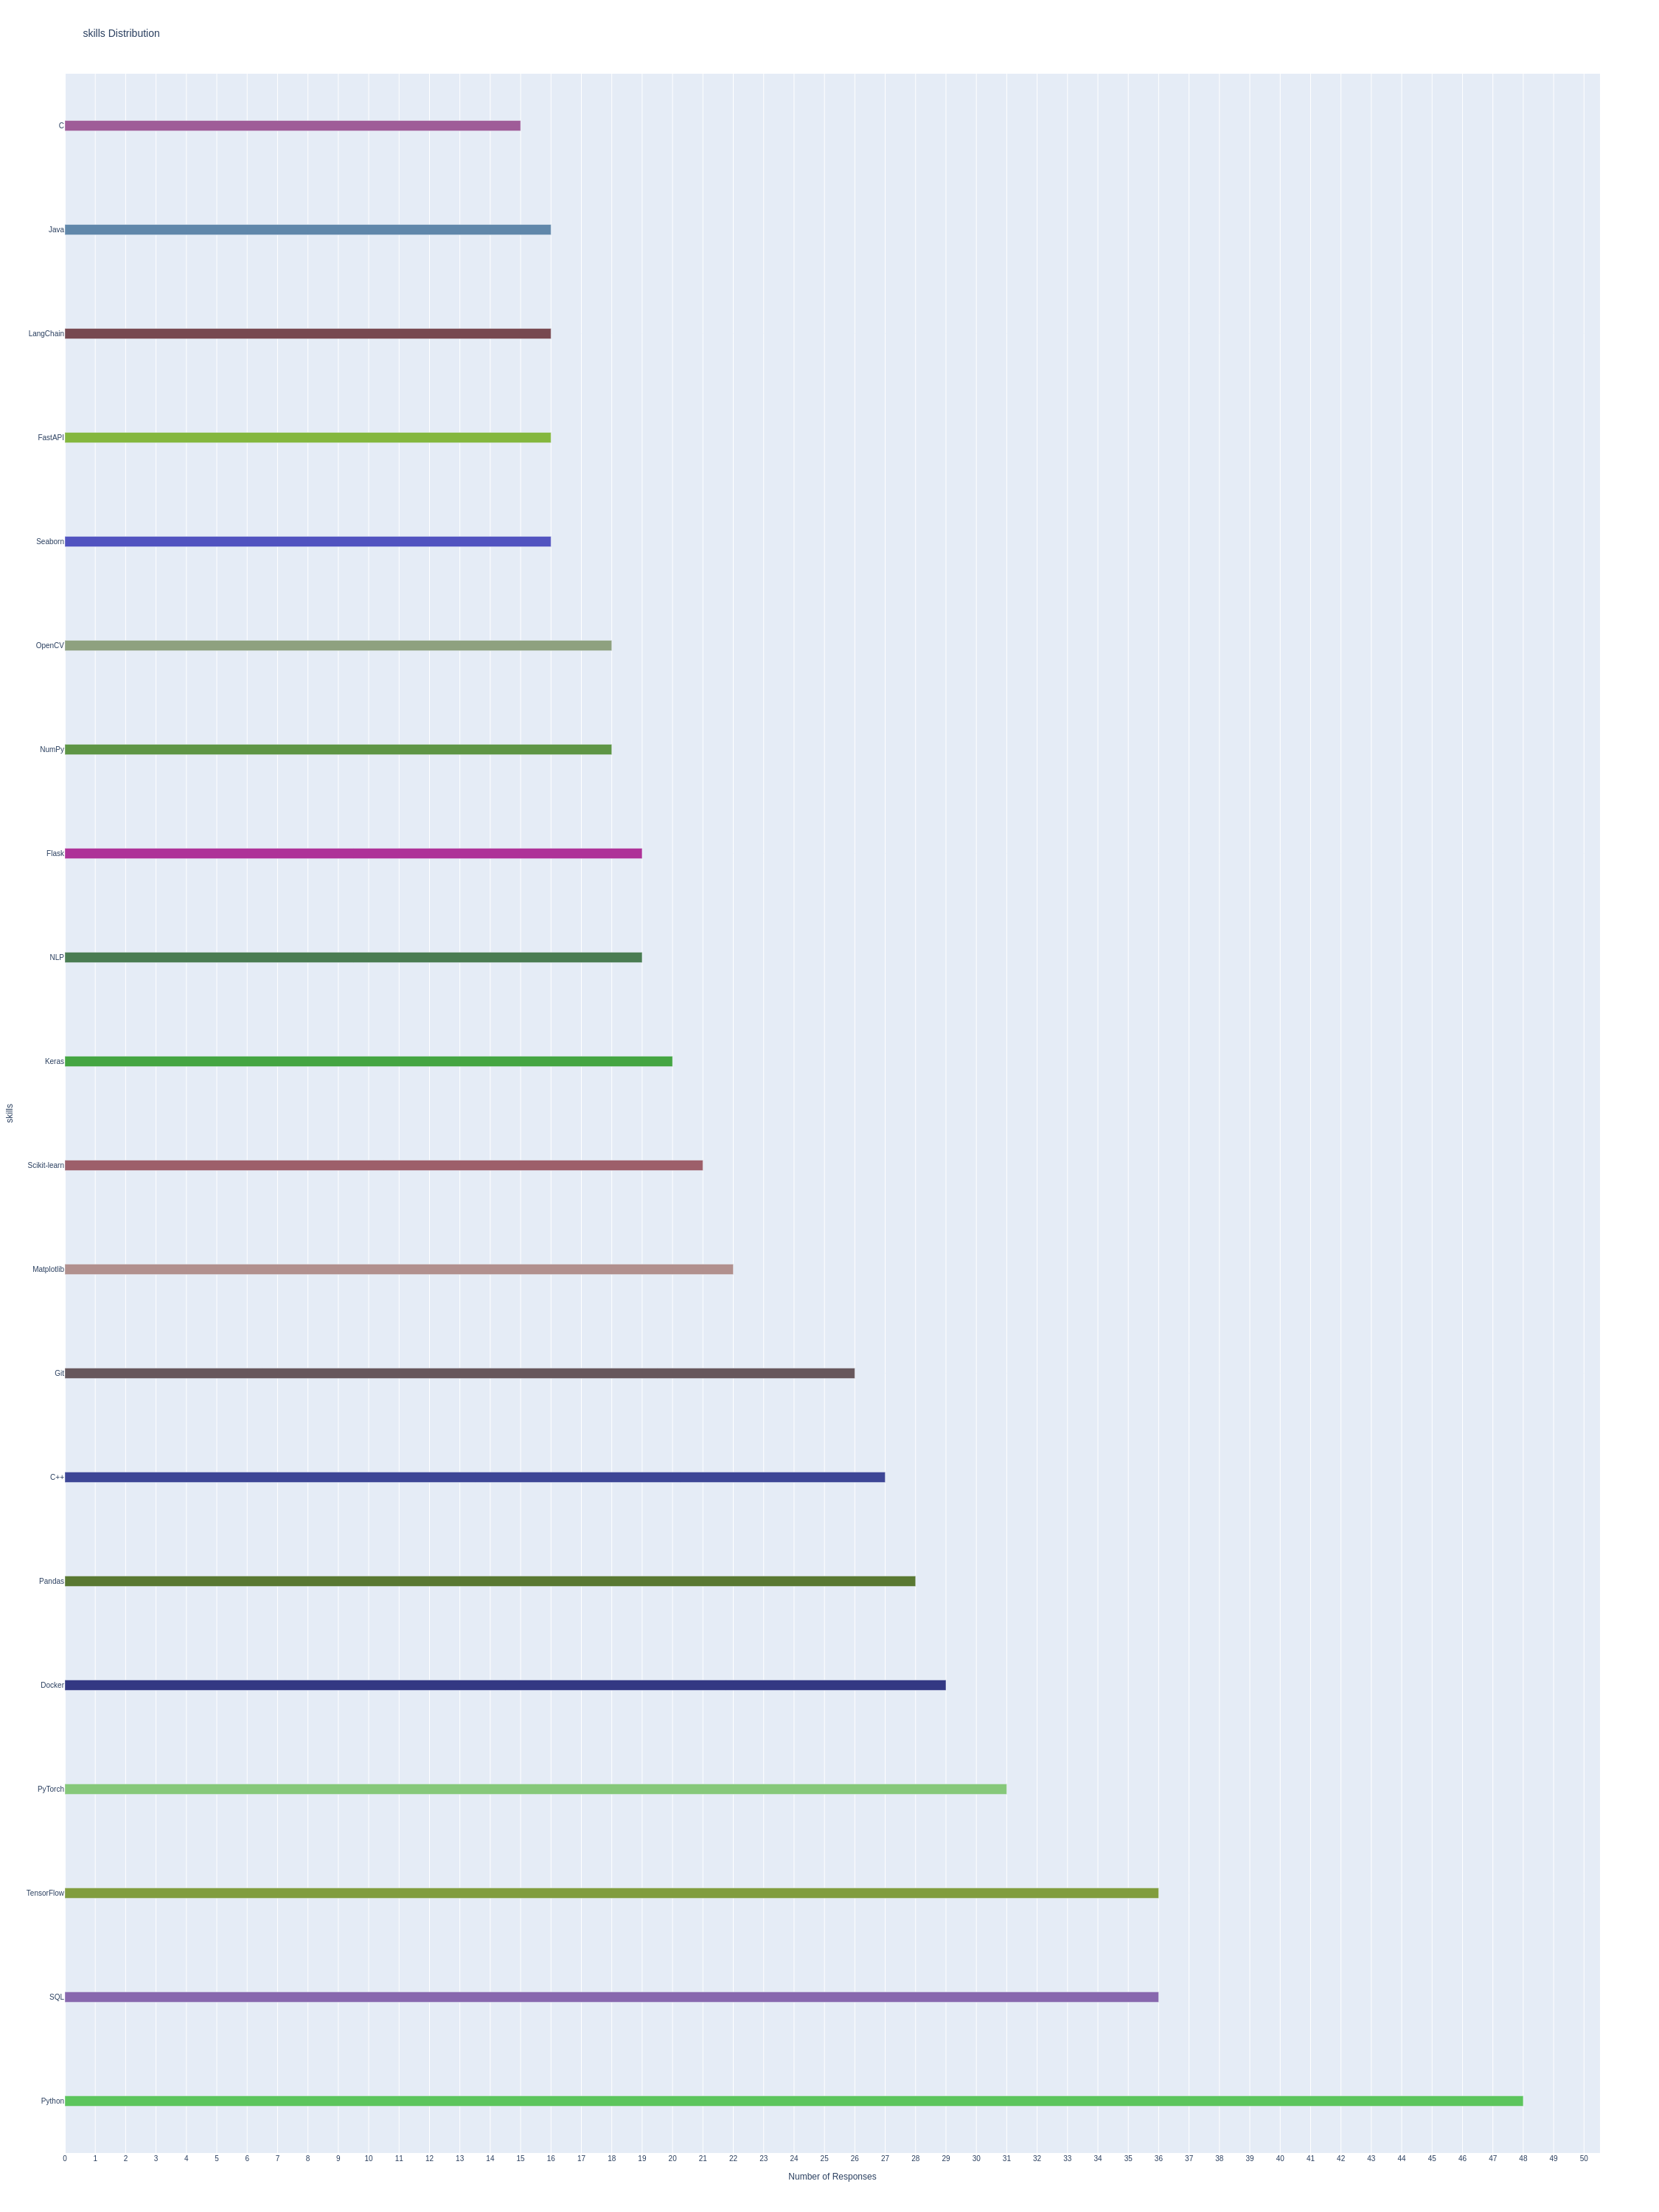 skills Distribution
C
Java
LangChain
FastAPI
Seaborn
OpenCV
NumPy
Flask
NLP
Keras
skills
Scikit-learn
Matplotlib
Git
C++
Pandas
Docker
PyTorch
TensorFlow
SQL
Python
0 1 2 3 4 5 6 7 8 9 10 11 12 13 14 15 16 17 18 19 20 21 22 23 24 25 26 27 28 29 30 31 32 33 34 35 36 37 38 39 40 41 42 43 44 45 46 47 48 49 50
Number of Responses